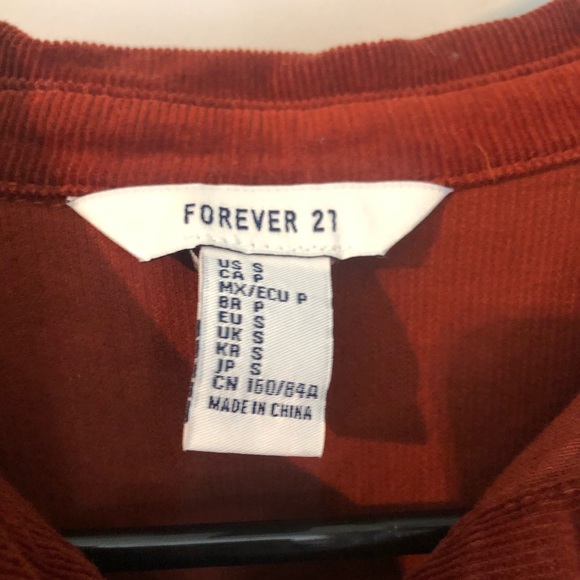 FOREVER 21
US S
CA P
MX/ECU P
BR P
EU S
UK S
KR S
JP S
CN 160/84A
MADE IN CHINA